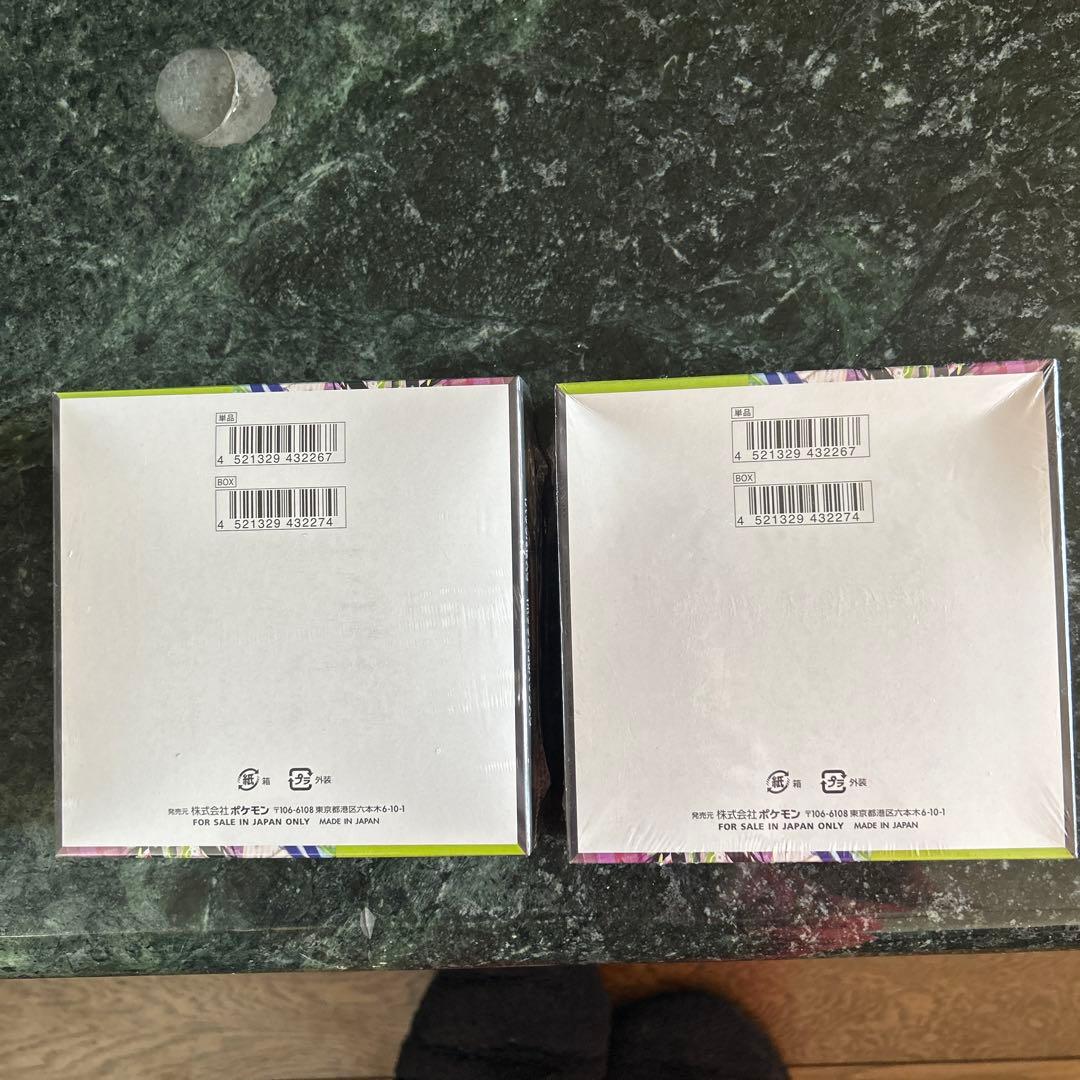 単品
4 521329 432267
BOX
4 521329 432274
紙 箱 プラ 外装
発売元 株式会社 ポケモン 〒106-6108 東京都港区六本木6-10-1
FOR SALE IN JAPAN ONLY MADE IN JAPAN
単品
4 521329 432267
BOX
4 521329 432274
紙 箱 プラ 外装
発売元 株式会社 ポケモン 〒106-6108 東京都港区六本木6-10-1
FOR SALE IN JAPAN ONLY MADE IN JAPAN